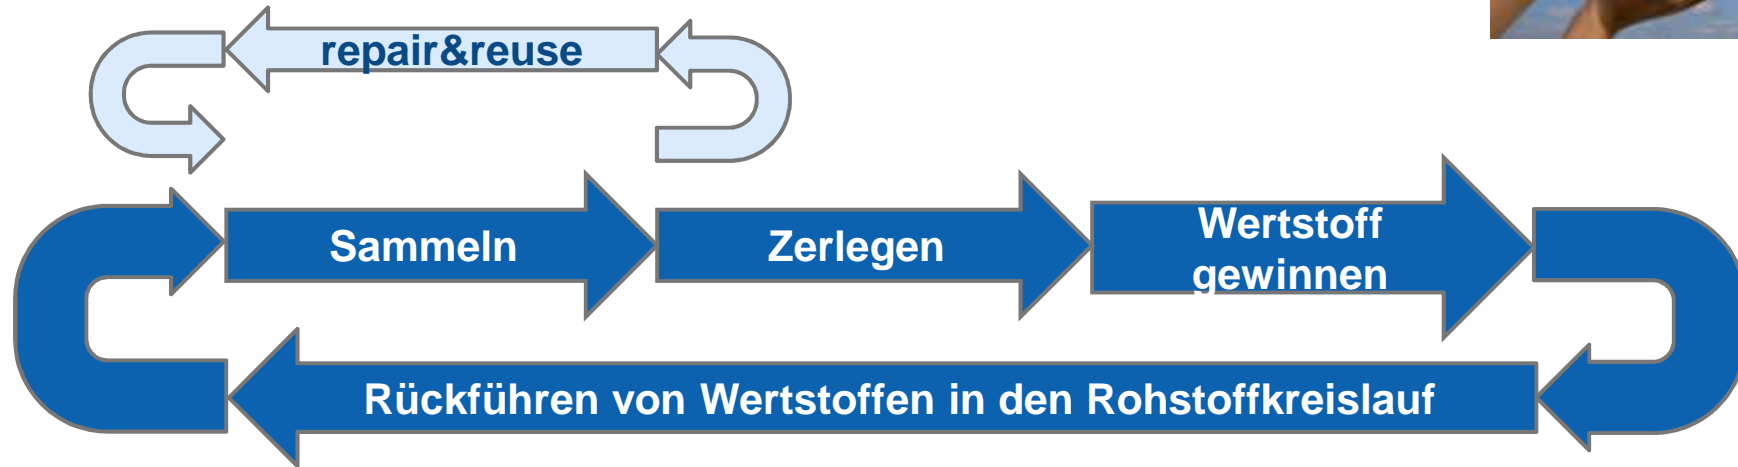 repair&reuse
Sammeln
Zerlegen
Wertstoff
gewinnen
Rückführen von Wertstoffen in den Rohstoffkreislauf